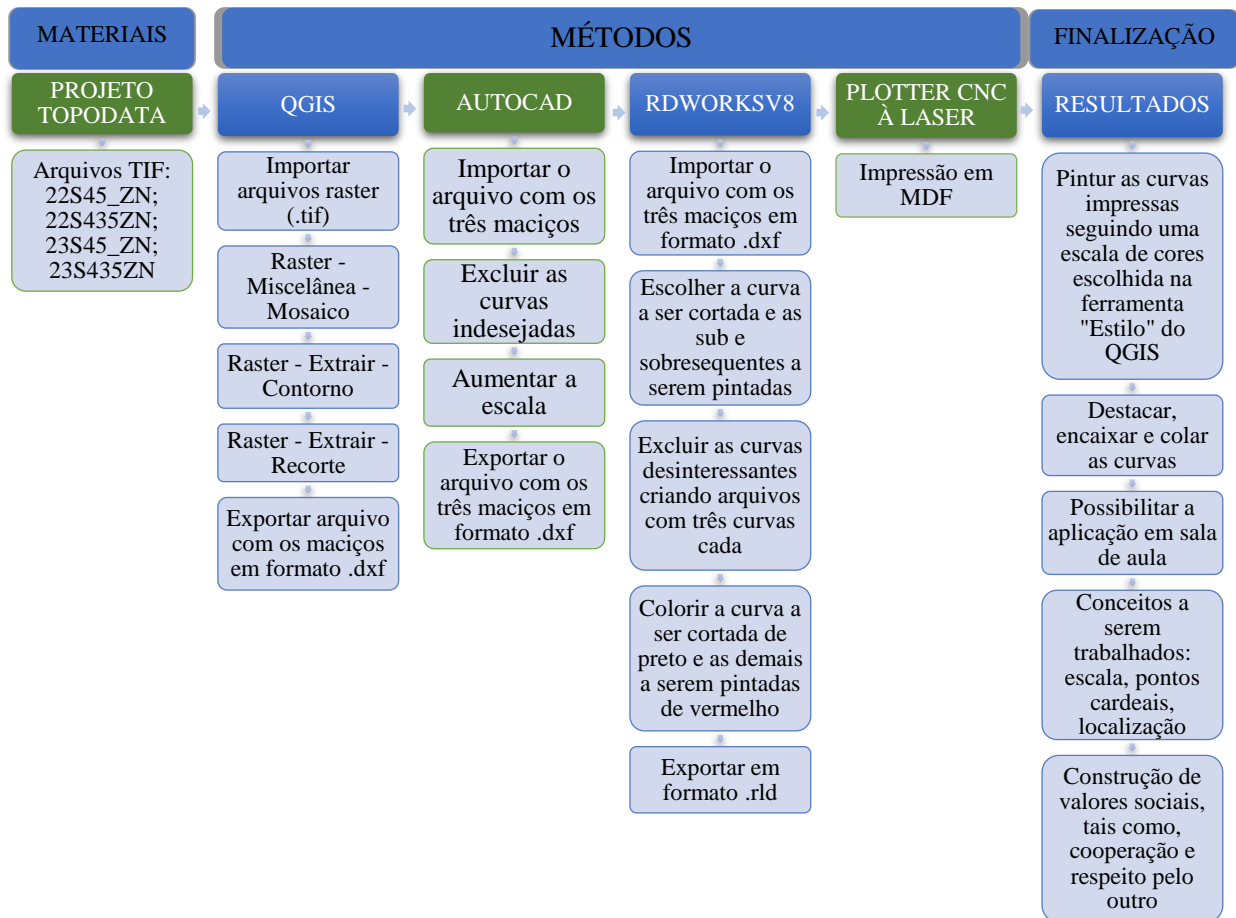 MATERIAIS
MÉTODOS
FINALIZAÇÃO
PROJETO
TOPODATA
QGIS
AUTOCAD
RDWORKSV8
PLOTTER CNC
À LASER
RESULTADOS
Arquivos TIF:
22S45_ZN;
22S435ZN;
23S45_ZN;
23S435ZN
Importar
arquivos raster
(.tif)
Raster -
Miscelânea -
Mosaico
Raster - Extrair -
Contorno
Raster - Extrair -
Recorte
Exportar arquivo
com os maciços
em formato .dxf
Importar o
arquivo com os
três maciços
Excluir as
curvas
indesejadas
Aumentar a
escala
Exportar o
arquivo com os
três maciços em
formato .dxf
Importar o
arquivo com os
três maciços em
formato .dxf
Escolher a curva
a ser cortada e as
sub e
sobresequentes a
serem pintadas
Excluir as curvas
desinteressantes
criando arquivos
com três curvas
cada
Colorir a curva a
ser cortada de
preto e as demais
a serem pintadas
de vermelho
Exportar em
formato .rld
Impressão em
MDF
Pintur as curvas
impressas
seguindo uma
escala de cores
escolhida na
ferramenta
"Estilo" do
QGIS
Destacar,
encaixar e colar
as curvas
Possibilitar a
aplicação em sala
de aula
Conceitos a
serem
trabalhados:
escala, pontos
cardeais,
localização
Construção de
valores sociais,
tais como,
cooperação e
respeito pelo
outro